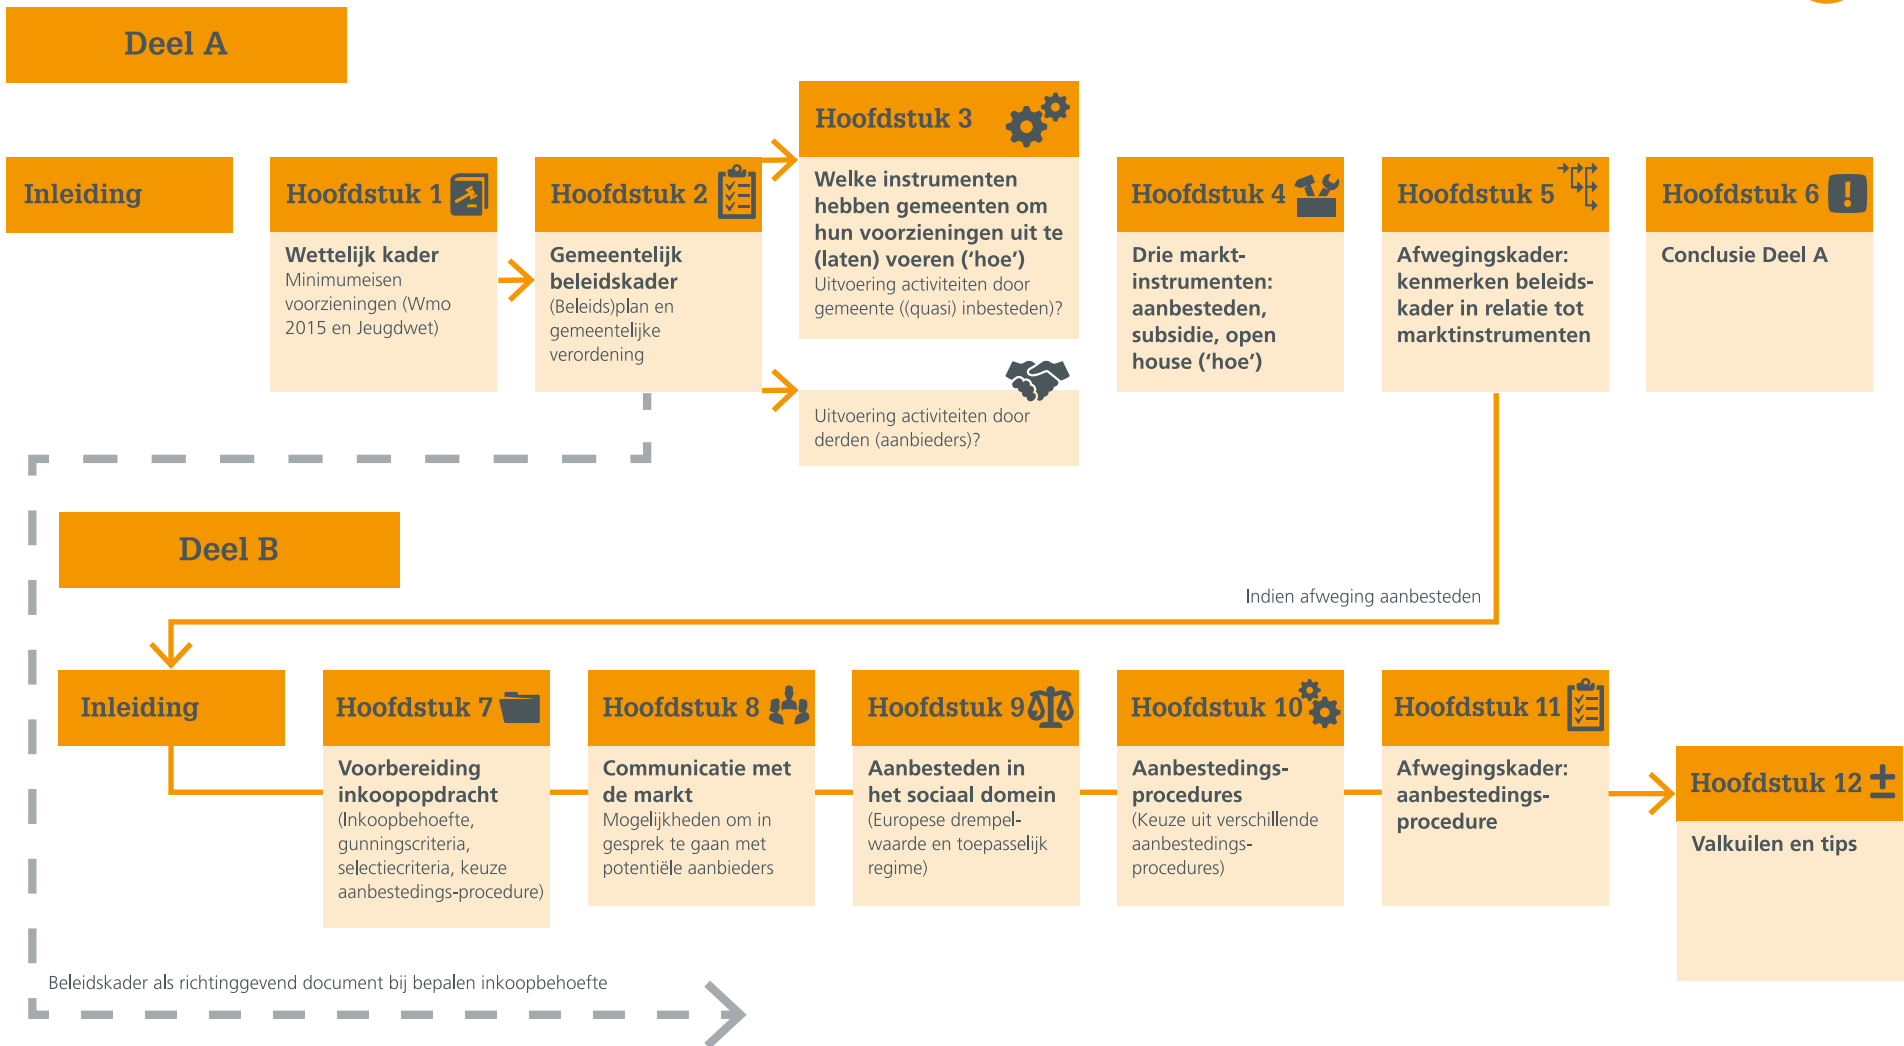 Deel A
Inleiding
Hoofdstuk 1
Wettelijk kader
Minimumeisen
voorzieningen (Wmo
2015 en Jeugdwet)
Hoofdstuk 2
Gemeentelijk
beleidskader
(Beleids)plan en
gemeentelijke
verordening
Hoofdstuk 3
Welke instrumenten
hebben gemeenten om
hun voorzieningen uit te
(laten) voeren (‘hoe’)
Uitvoering activiteiten door
gemeente ((quasi) inbesteden)?
Uitvoering activiteiten door
derden (aanbieders)?
Hoofdstuk 4
Drie markt-
instrumenten:
aanbesteden,
subsidie, open
house (‘hoe’)
Hoofdstuk 5
Afwegingskader:
kenmerken beleids-
kader in relatie tot
marktinstrumenten
Hoofdstuk 6
Conclusie Deel A
Deel B
Indien afweging aanbesteden
Inleiding
Hoofdstuk 7
Voorbereiding
inkoopopdracht
(Inkoopbehoefte,
gunningscriteria,
selectiecriteria, keuze
aanbestedings-procedure)
Hoofdstuk 8
Communicatie met
de markt
Mogelijkheden om in
gesprek te gaan met
potentiële aanbieders
Hoofdstuk 9
Aanbesteden in
het sociaal domein
(Europese drempel-
waarde en toepasselijk
regime)
Hoofdstuk 10
Aanbestedings-
procedures
(Keuze uit verschillende
aanbestedings-
procedures)
Hoofdstuk 11
Afwegingskader:
aanbestedings-
procedure
Hoofdstuk 12
Valkuilen en tips
Beleidskader als richtinggevend document bij bepalen inkoopbehoefte